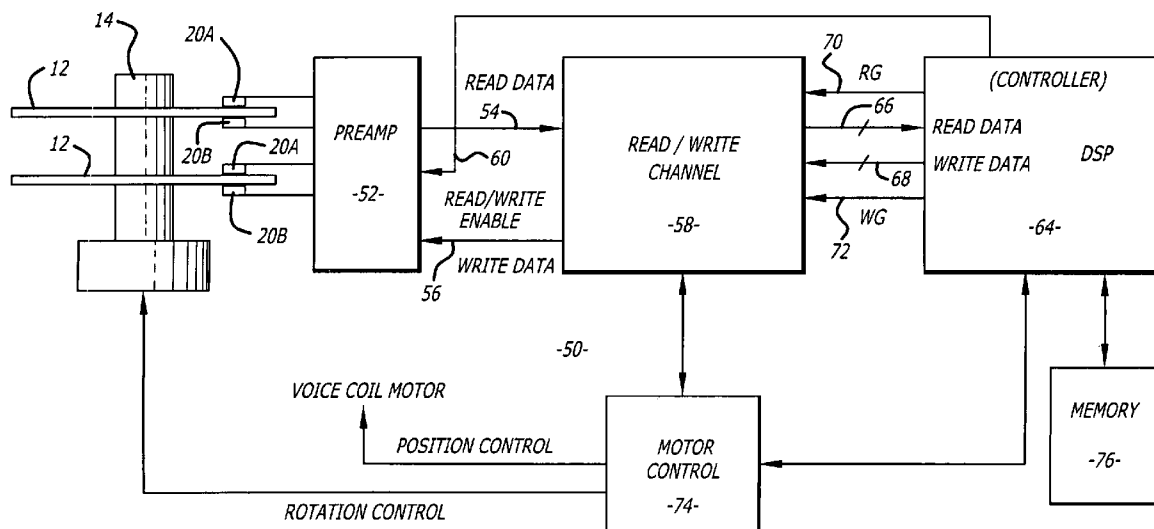 14
20A
12
20B
12
20A
20B
PREAMP
-52-
READ DATA
54
60
READ/WRITE
ENABLE
WRITE DATA
56
READ / WRITE
CHANNEL
-58-
70
RG
66
68
WG
72
(CONTROLLER)
READ DATA
DSP
WRITE DATA
-64-
-50-
VOICE COIL MOTOR
POSITION CONTROL
ROTATION CONTROL
MOTOR
CONTROL
-74-
MEMORY
-76-